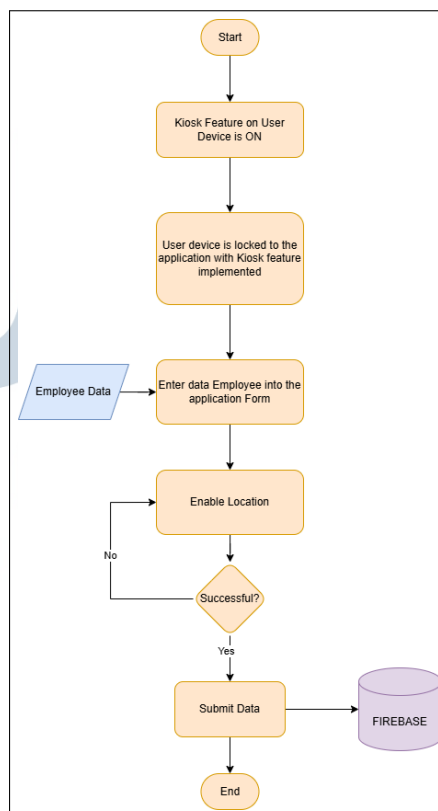 Start
Kiosk Feature on User
Device is ON
User device is locked to the
application with Kiosk feature
implemented
Employee Data
Enter data Employee into the
application Form
Enable Location
No
Successful?
Yes
Submit Data
FIREBASE
End